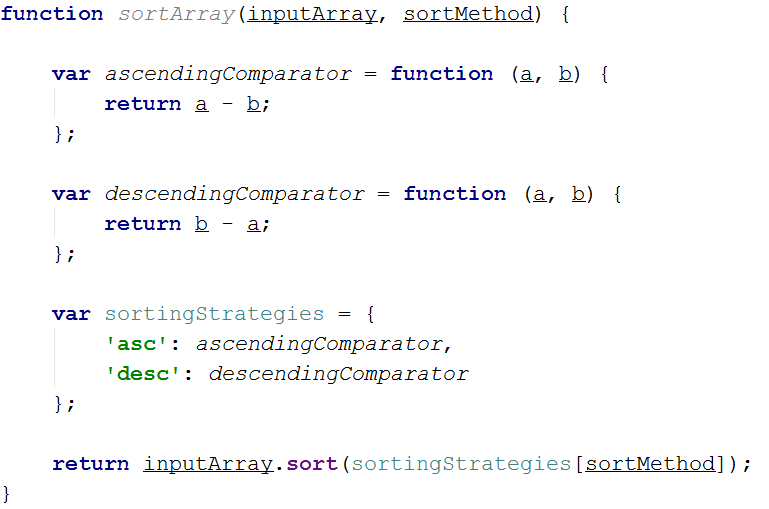 function sortArray(inputArray, sortMethod) {
var ascendingComparator = function (a, b) {
return a - b;
};
var descendingComparator = function (a, b) {
return b - a;
};
var sortingStrategies = {
'asc': ascendingComparator,
'desc': descendingComparator
};
return inputArray.sort(sortingStrategies[sortMethod]);
}